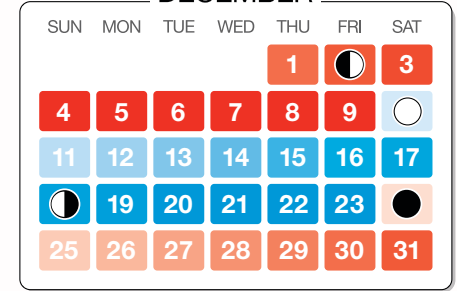 DECEMBER
SUN MON TUE WED THU FRI SAT
1 3
4 5 6 7 8 9
11 12 13 14 15 16 17
19 20 21 22 23
25 26 27 28 29 30 31